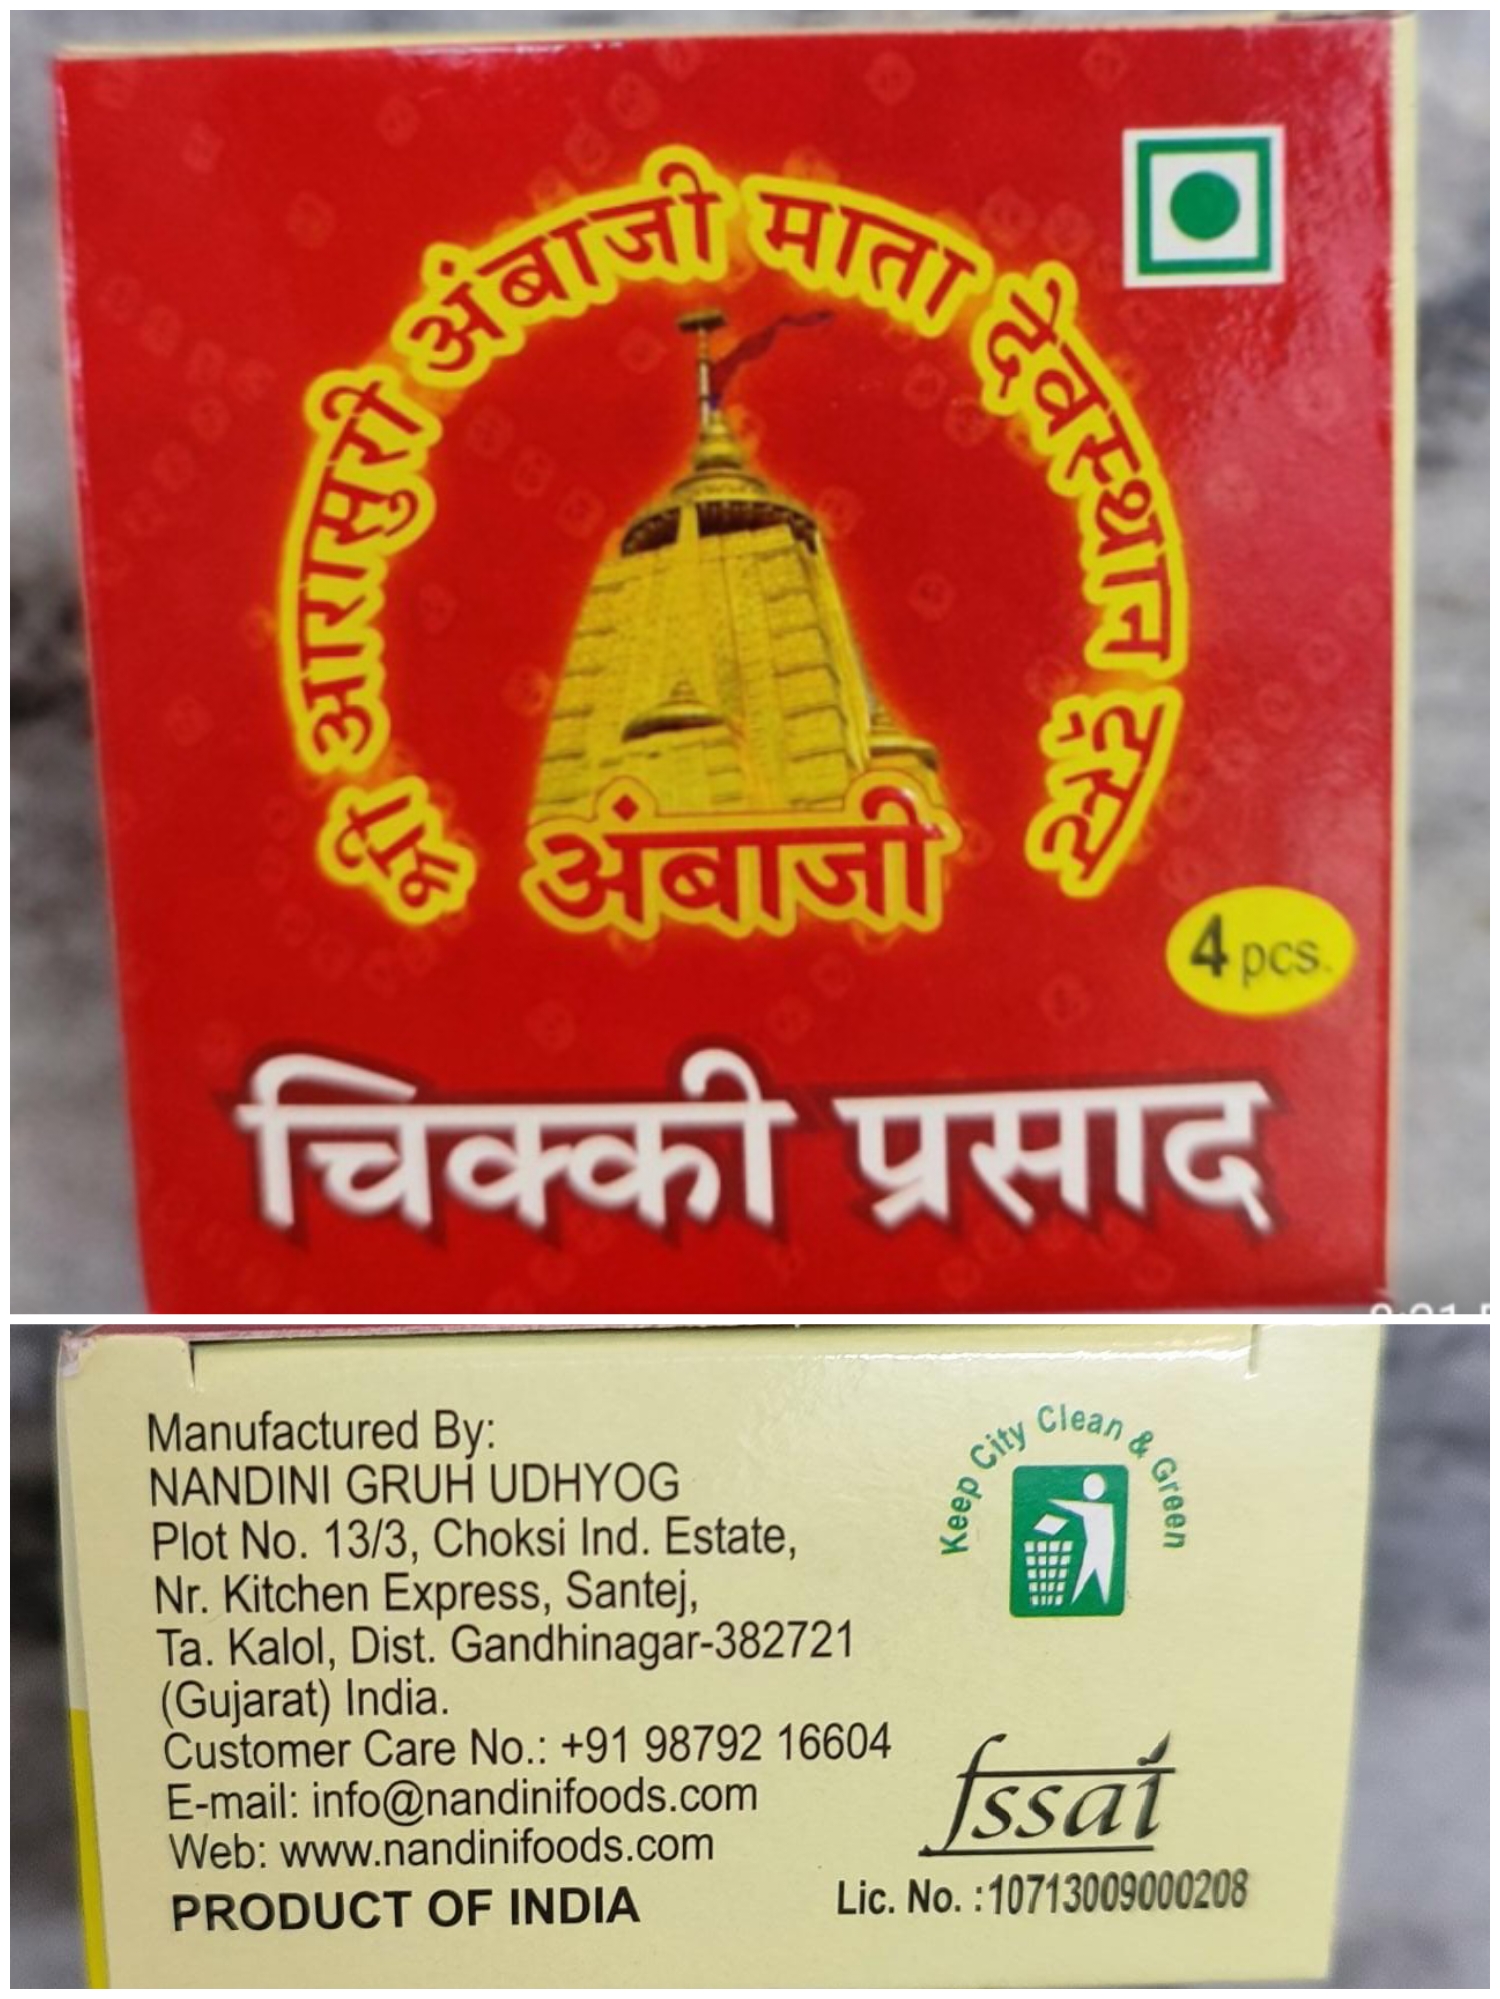 श्री आरासुरी अंबाजी माता देवस्थान ट्रस्ट
अंबाजी
4 pcs.
चिक्की प्रसाद
Manufactured By:
NANDINI GRUH UDHYOG
Plot No. 13/3, Choksi Ind. Estate,
Nr. Kitchen Express, Santej,
Ta. Kalol, Dist. Gandhinagar-382721
(Gujarat) India.
Customer Care No.: +91 98792 16604
E-mail: info@nandinifoods.com
Web: www.nandinifoods.com
PRODUCT OF INDIA
Keep City Clean & Green
fssai
Lic. No. :10713009000208